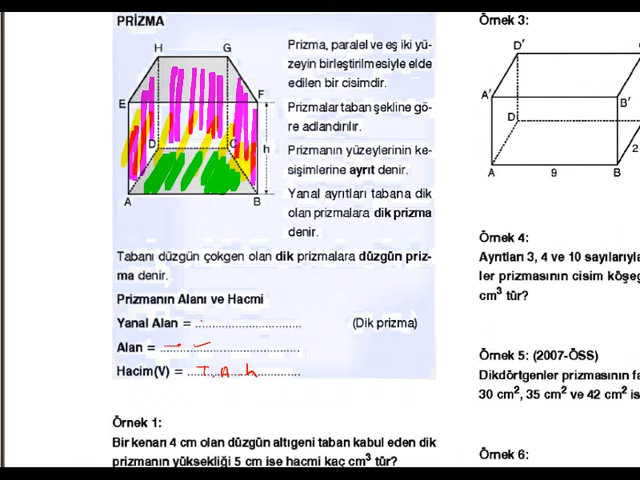 PRİZMA
H G
E F
D C
h
A B
Prizma, paralel ve eş iki yü-
zeyin birleştirilmesiyle elde
edilen bir cisimdir.
Prizmalar taban şekline gö-
re adlandırılır.
Prizmanın yüzeylerinin ke-
sişimlerine ayrıt denir.
Yanal ayrıtları tabana dik
olan prizmalara dik prizma
denir.
Tabanı düzgün çokgen olan dik prizmalara düzgün priz-
ma denir.
Prizmanın Alanı ve Hacmi
Yanal Alan = .............................. (Dik prizma)
Alan = ..............................
Hacim(V) = T.A.h
Örnek 1:
Bir kenarı 4 cm olan düzgün altıgeni taban kabul eden dik
prizmanın yüksekliği 5 cm ise hacmi kaç cm³ tür?
Örnek 3:
D'
A' B'
D
2
A 9 B
Örnek 4:
Ayrıtları 3, 4 ve 10 sayılarıyla
ler prizmasının cisim köşeg
cm³ tür?
Örnek 5: (2007-ÖSS)
Dikdörtgenler prizmasının fa
30 cm², 35 cm² ve 42 cm² is
Örnek 6: